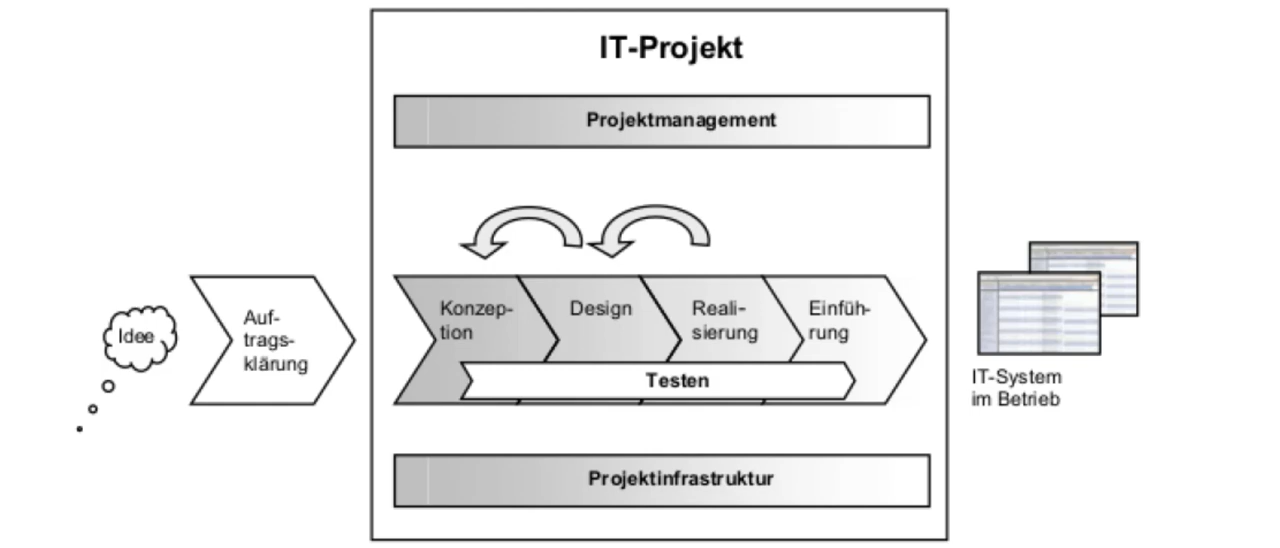 IT-Projekt
Projektmanagement
Idee
Auf-
trags-
klärung
Konzep-
tion
Design
Reali-
sierung
Einfüh-
rung
Testen
IT-System
im Betrieb
Projektinfrastruktur